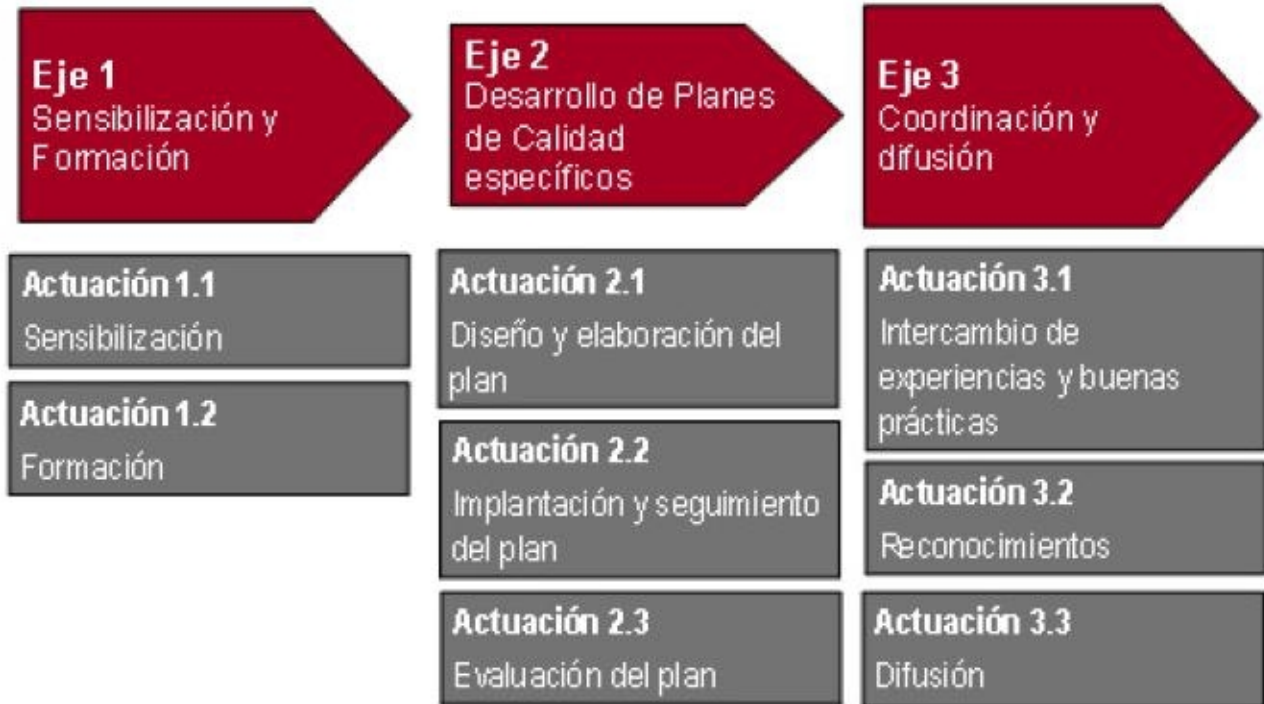 Eje 1
Sensibilización y
Formación
Actuación 1.1
Sensibilización
Actuación 1.2
Formación
Eje 2
Desarrollo de Planes
de Calidad
específicos
Actuación 2.1
Diseño y elaboración del
plan
Actuación 2.2
Implantación y seguimiento
del plan
Actuación 2.3
Evaluación del plan
Eje 3
Coordinación y
difusión
Actuación 3.1
Intercambio de
experiencias y buenas
prácticas
Actuación 3.2
Reconocimientos
Actuación 3.3
Difusión